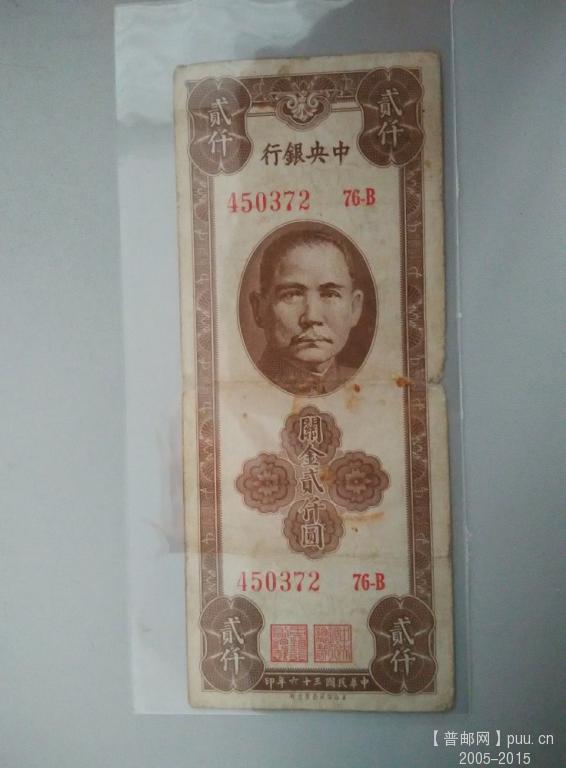 貳仟 貳仟
中央銀行
450372 76-B
關金貳仟圓
450372 76-B
貳仟 貳仟
中華民國三十六年印
【普邮网】puu.cn
2005-2015